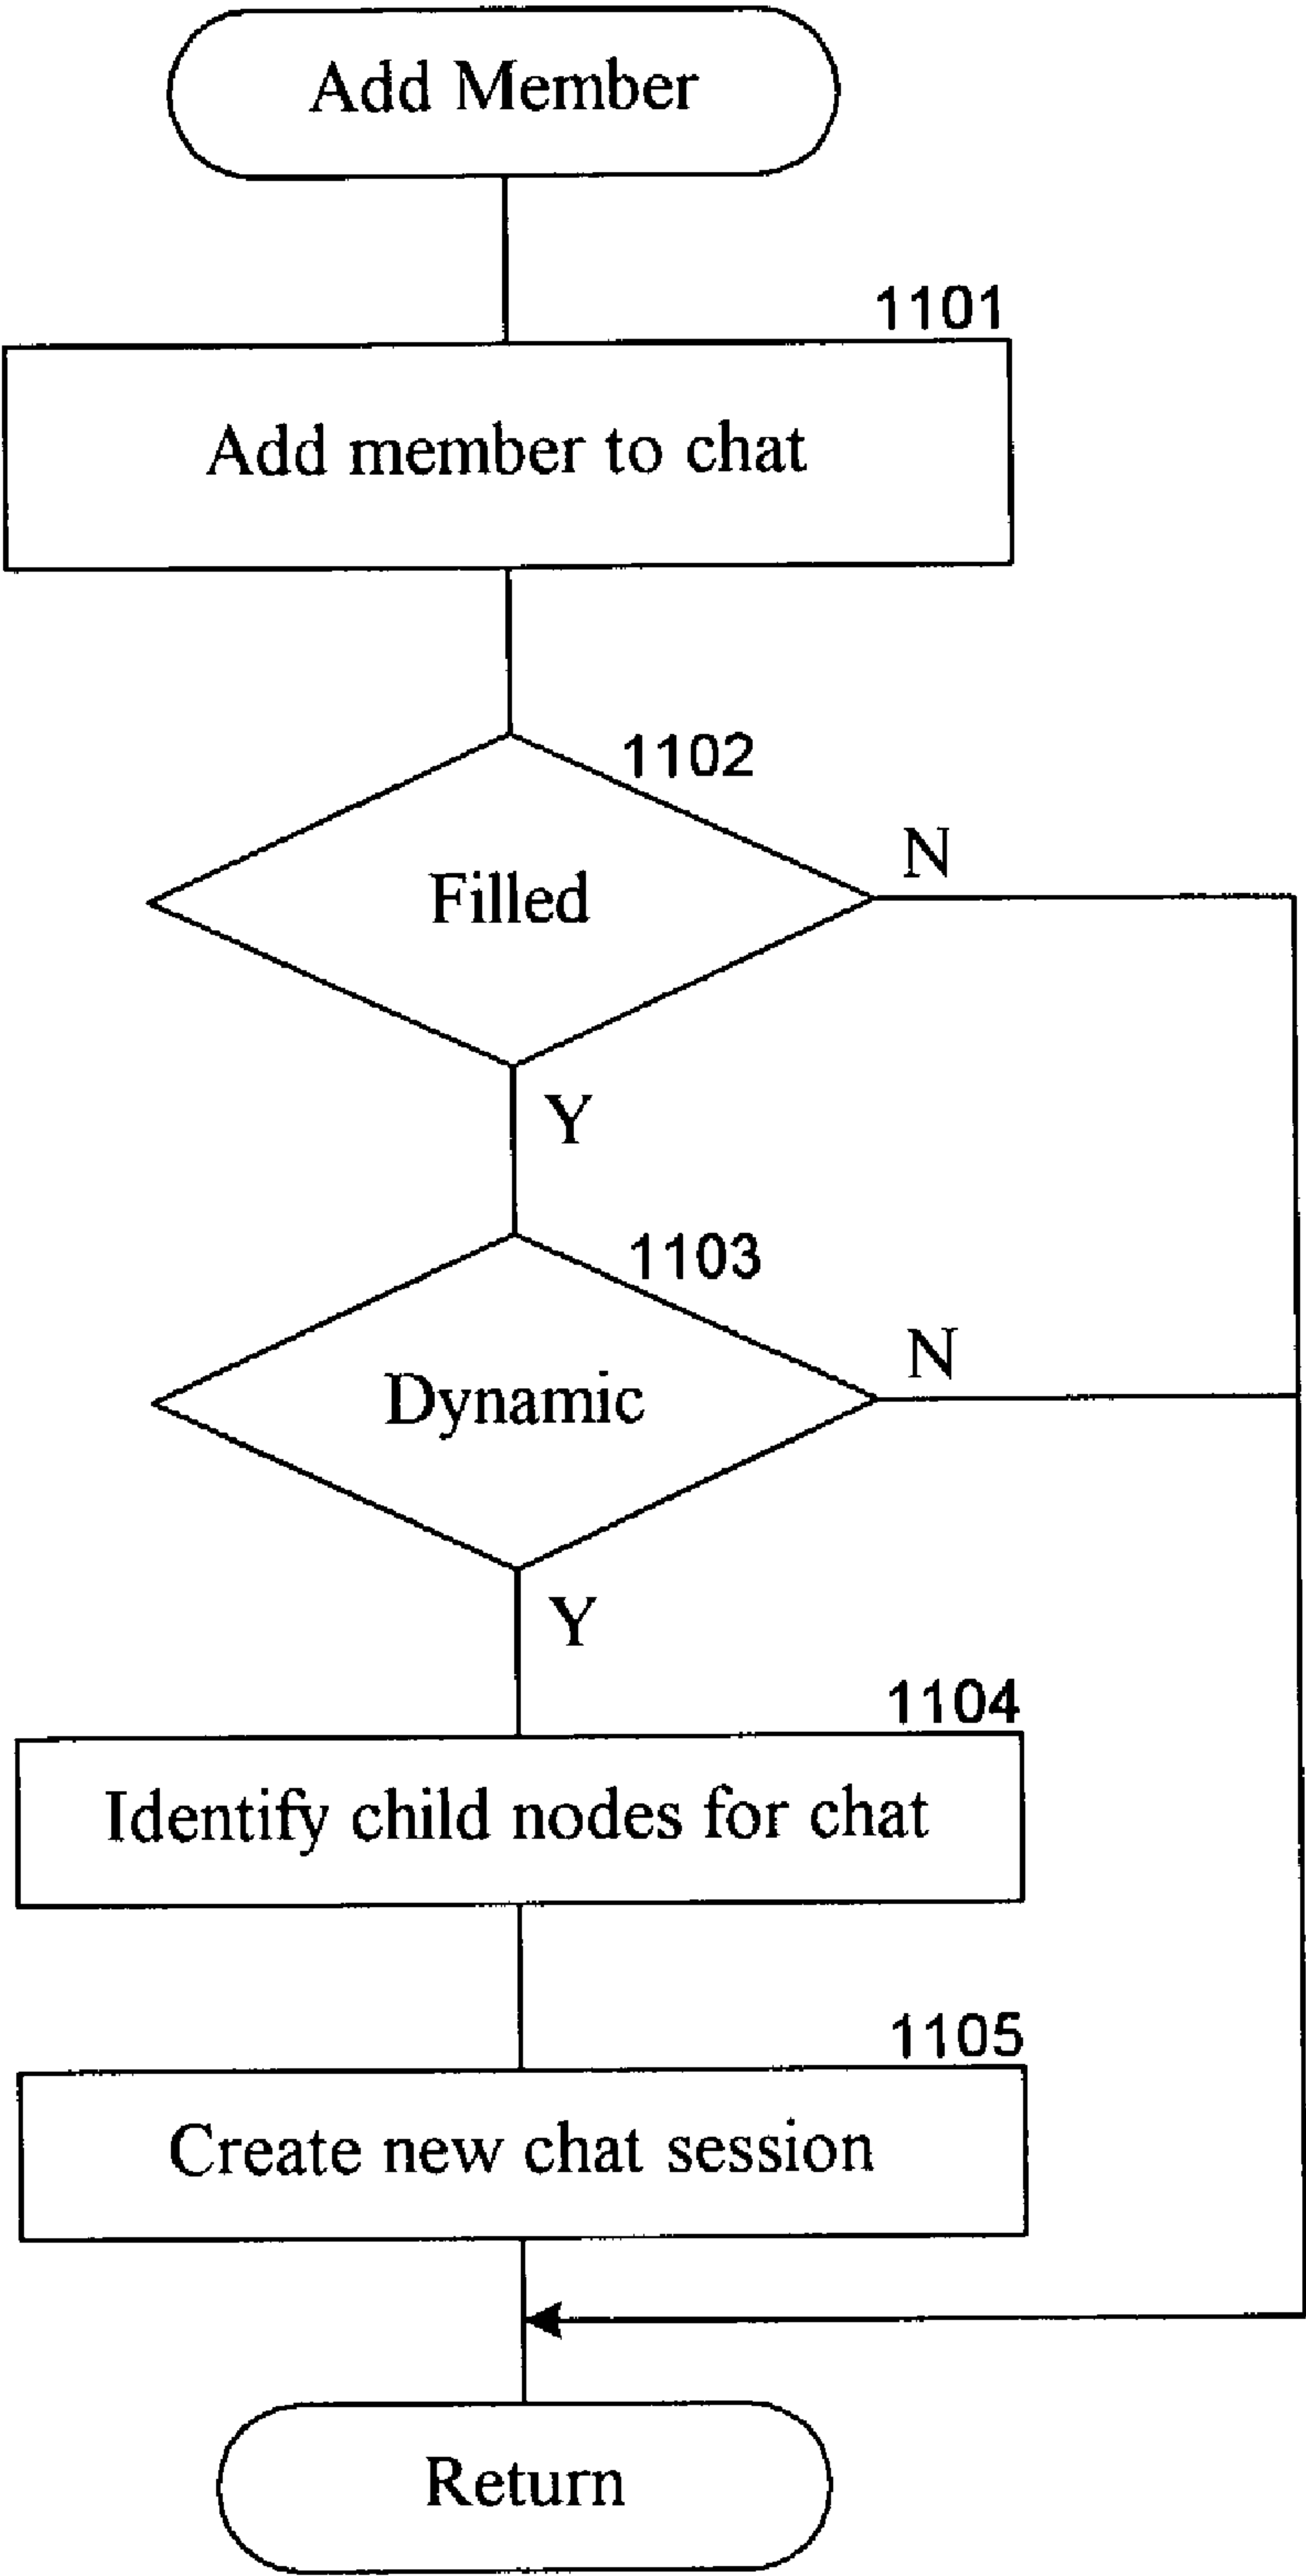 Add Member
1101
Add member to chat
1102
Filled
N
Y
1103
Dynamic
N
Y
1104
Identify child nodes for chat
1105
Create new chat session
Return